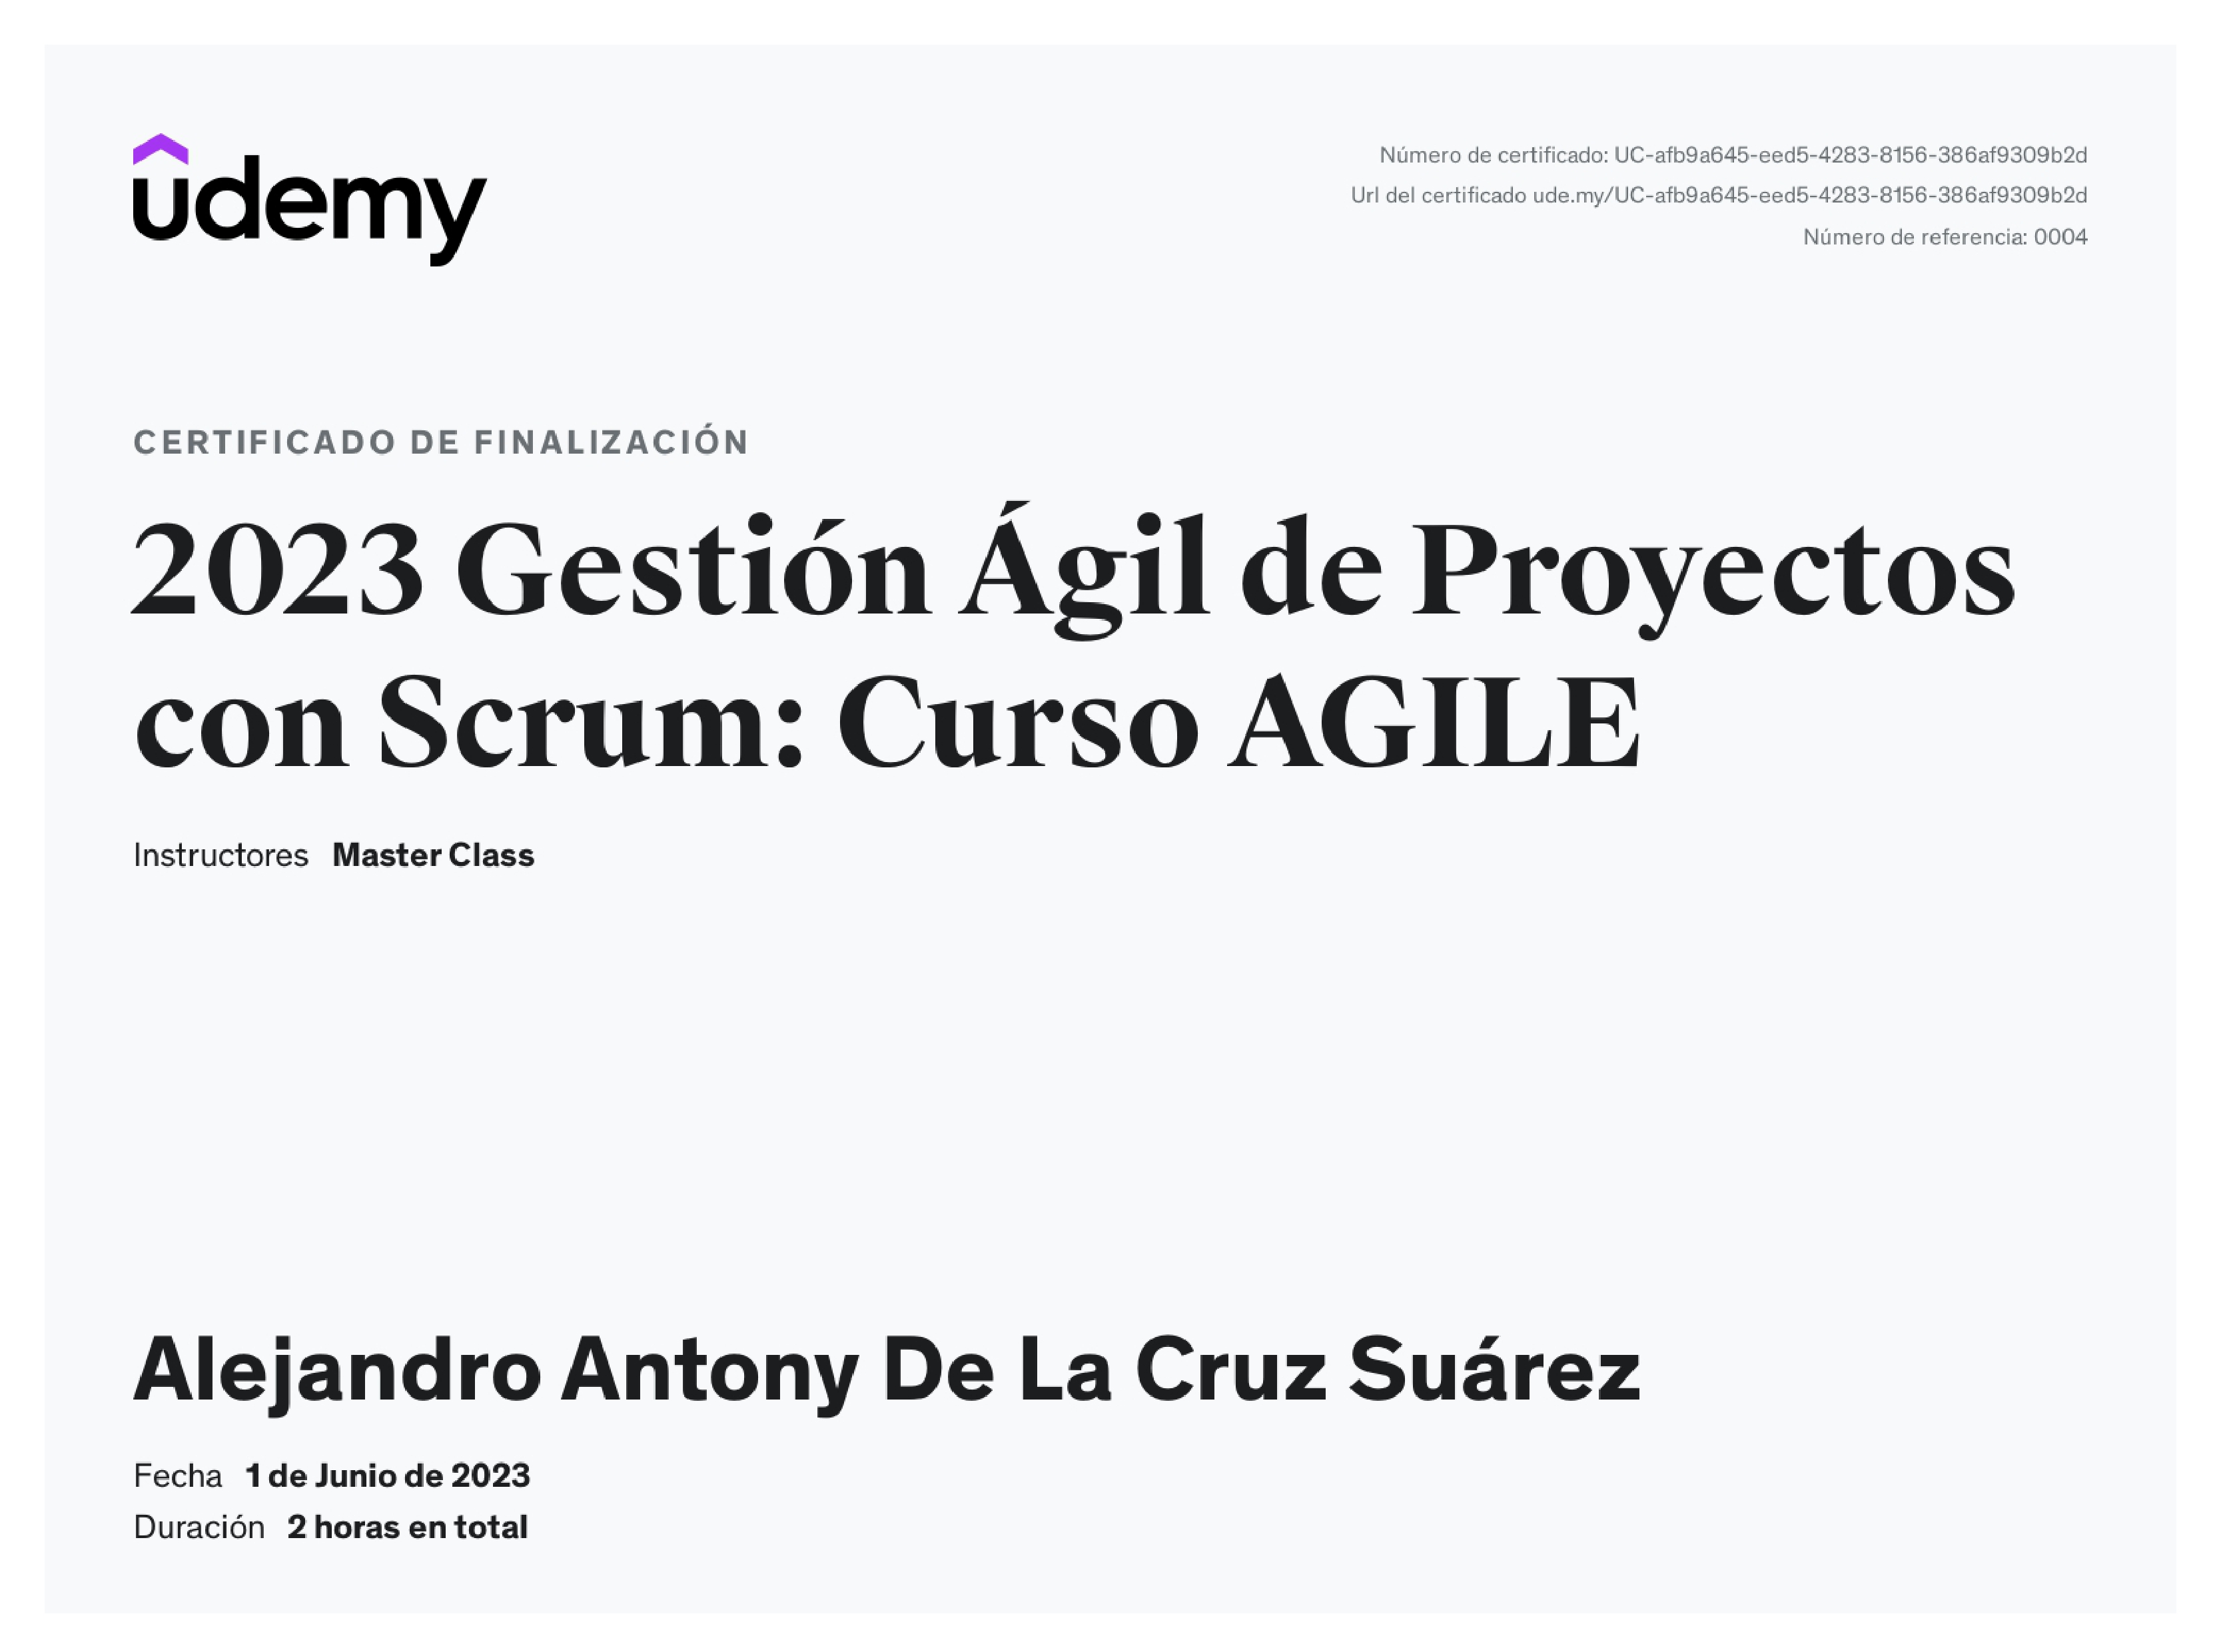 udemy
Número de certificado: UC-afb9a645-eed5-4283-8156-386af9309b2d
Url del certificado ude.my/UC-afb9a645-eed5-4283-8156-386af9309b2d
Número de referencia: 0004
CERTIFICADO DE FINALIZACIÓN
2023 Gestión Ágil de Proyectos
con Scrum: Curso AGILE
Instructores Master Class
Alejandro Antony De La Cruz Suárez
Fecha 1 de Junio de 2023
Duración 2 horas en total